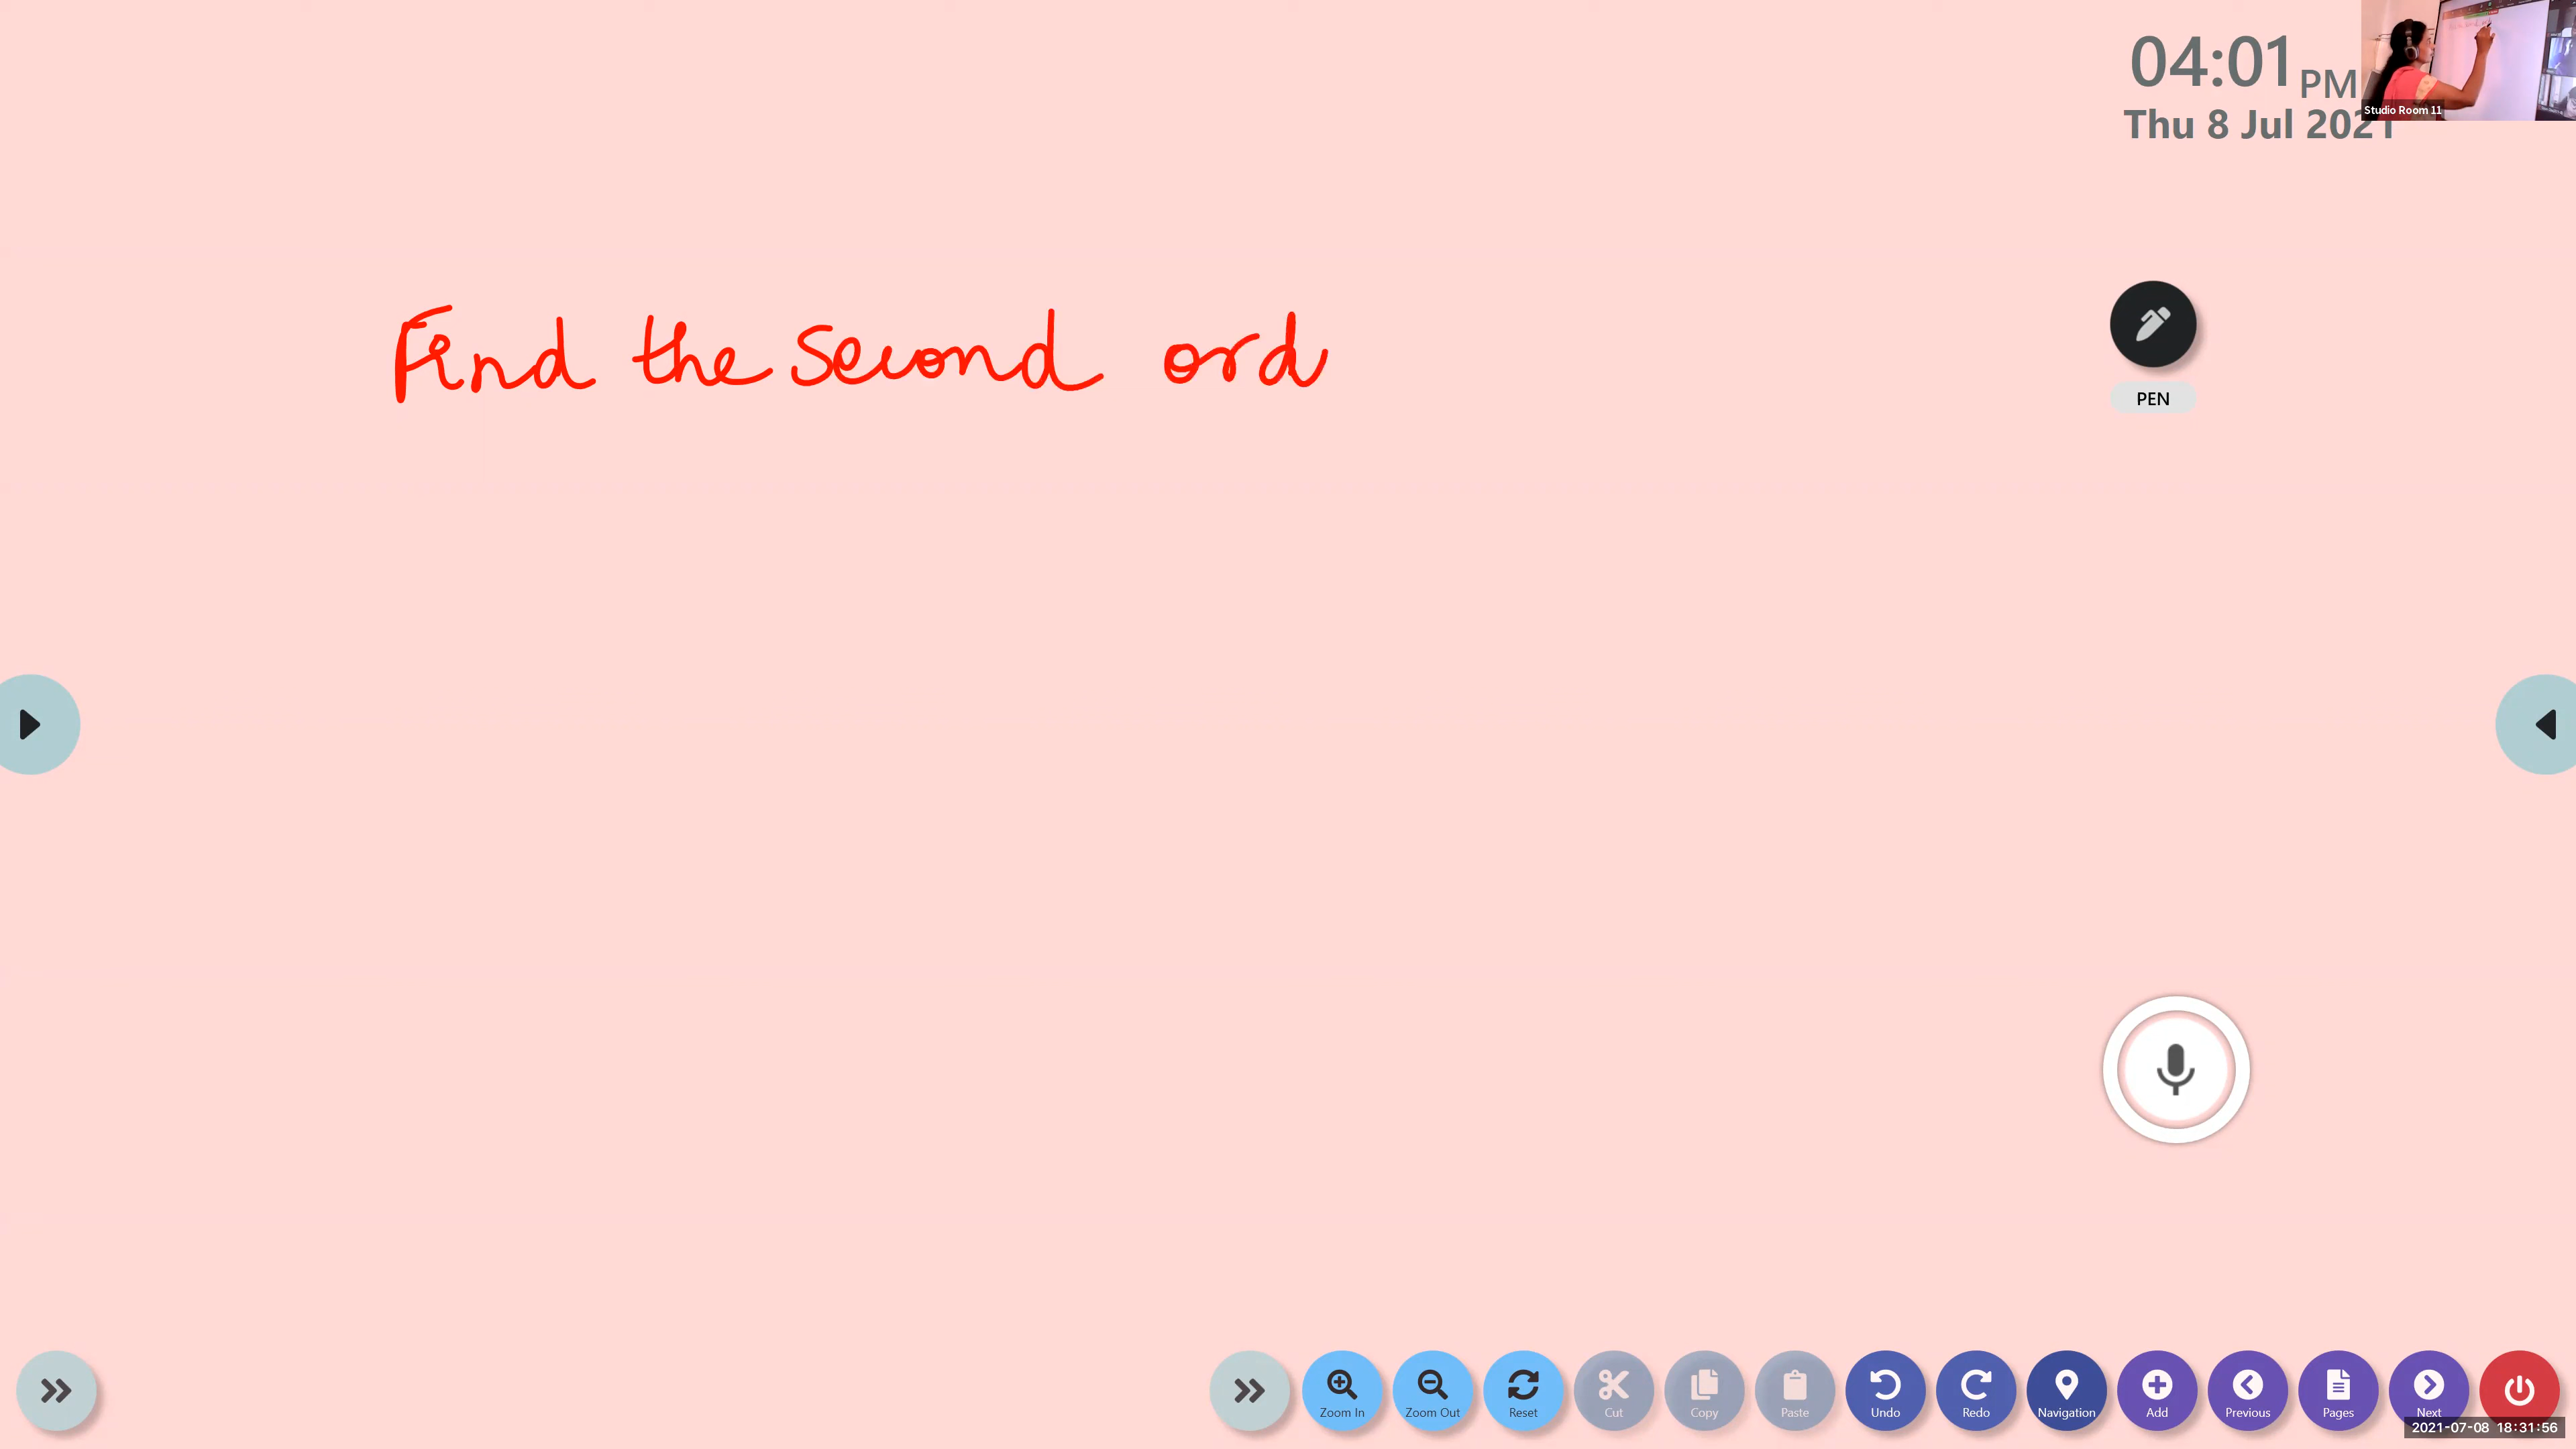 04:01 PM
Studio Room 11
Thu 8 Jul 2021
Find the second ord
PEN
Zoom In Zoom Out Reset Cut Copy Paste Undo Redo Navigation Add Previous Pages Next
2021-07-08 18:31:56